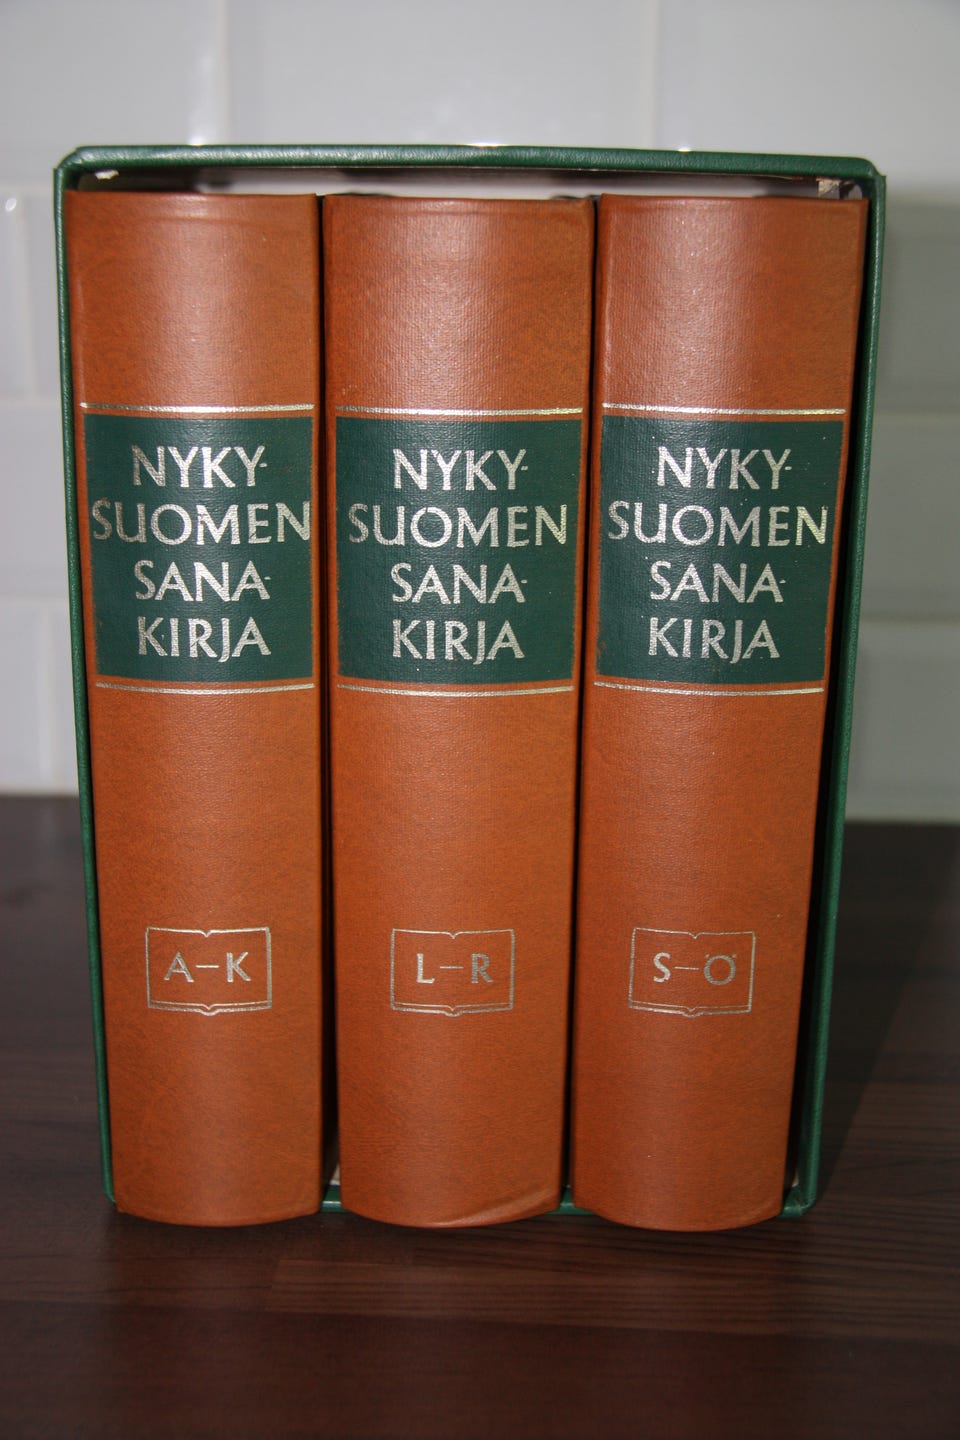 NYKY-
SUOMEN
SANA-
KIRJA
A–K
NYKY-
SUOMEN
SANA-
KIRJA
L–R
NYKY-
SUOMEN
SANA-
KIRJA
S–Ö